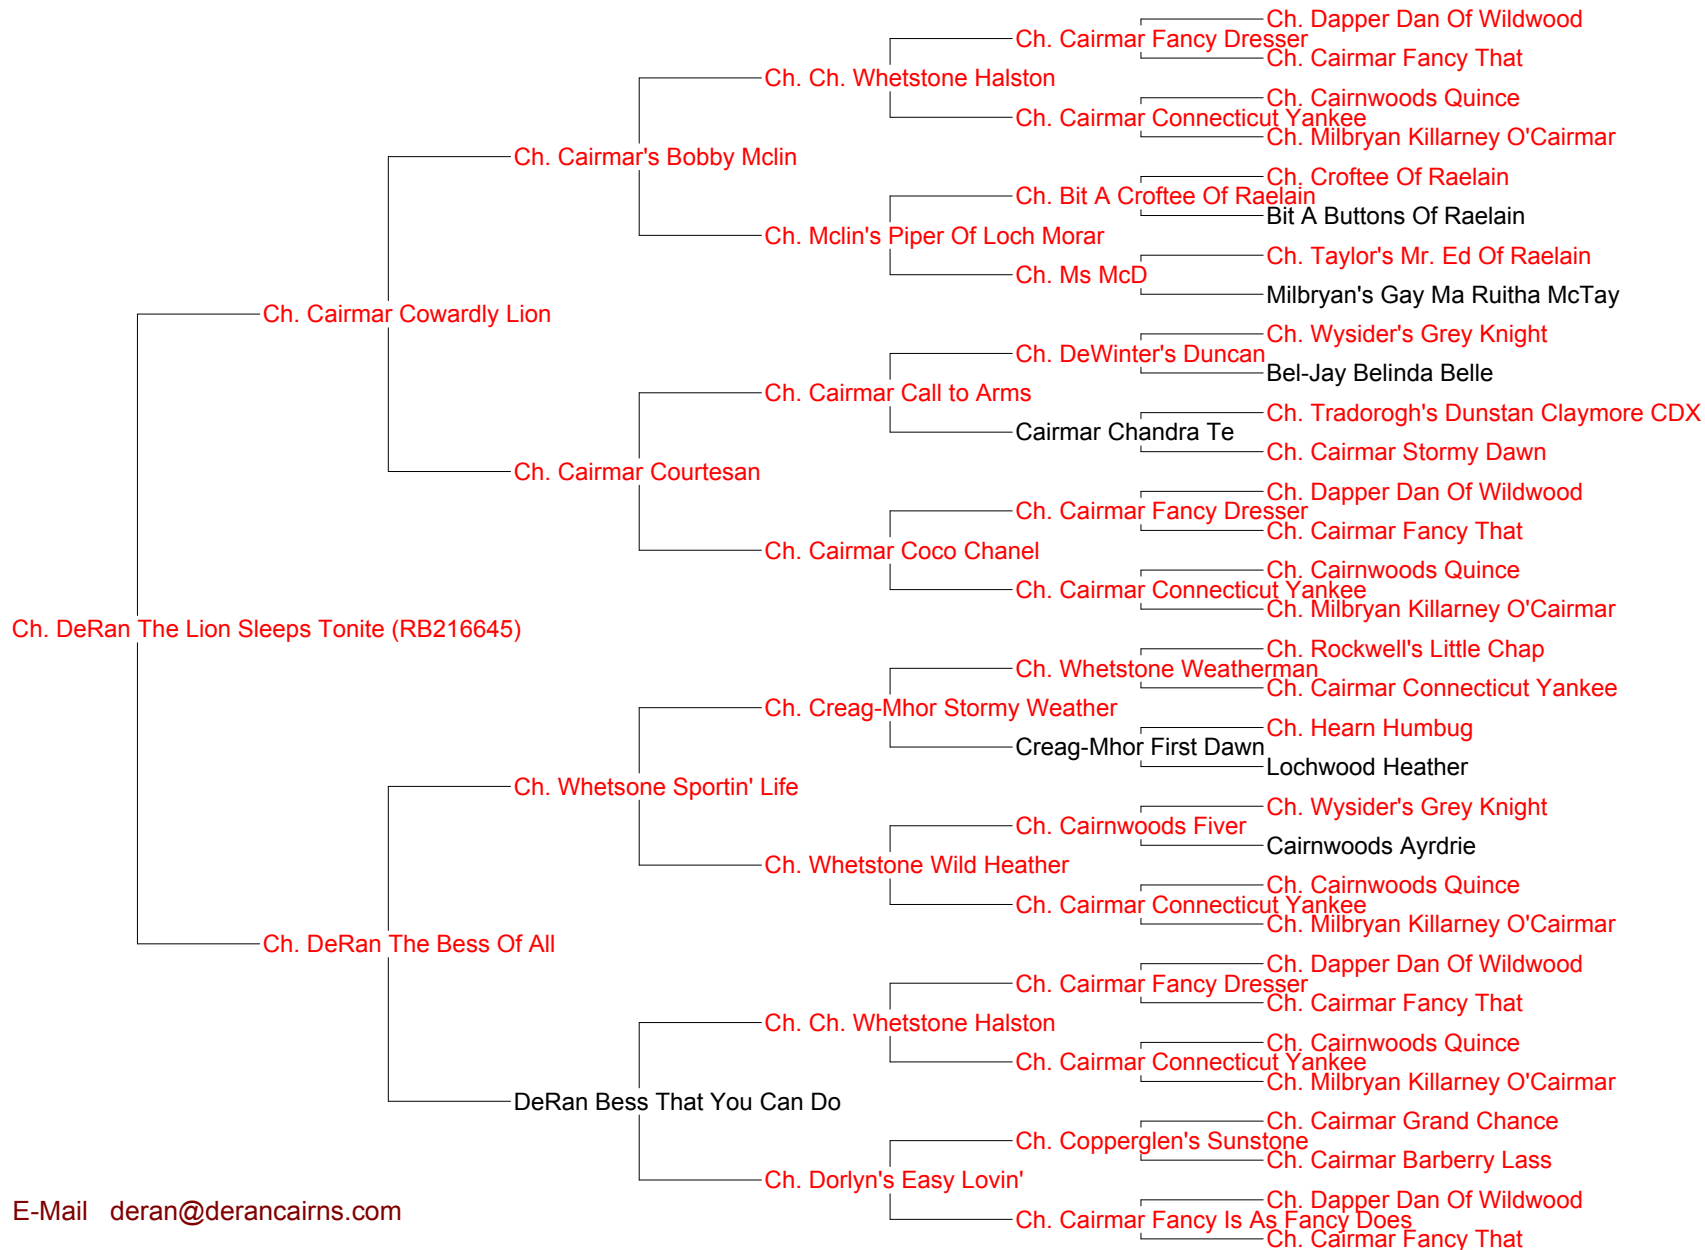 Ch. Dapper Dan Of Wildwood
Ch. Cairmar Fancy Dresser
Ch. Cairmar Fancy That
Ch. Ch. Whetstone Halston
Ch. Cairnwoods Quince
Ch. Cairmar Connecticut Yankee
Ch. Milbryan Killarney O'Cairmar
Ch. Cairmar's Bobby Mclin
Ch. Croftee Of Raelain
Ch. Bit A Croftee Of Raelain
Bit A Buttons Of Raelain
Ch. Mclin's Piper Of Loch Morar
Ch. Taylor's Mr. Ed Of Raelain
Ch. Ms McD
Milbryan's Gay Ma Ruitha McTay
Ch. Cairmar Cowardly Lion
Ch. Wysider's Grey Knight
Ch. DeWinter's Duncan
Bel-Jay Belinda Belle
Ch. Cairmar Call to Arms
Ch. Tradorogh's Dunstan Claymore CDX
Cairmar Chandra Te
Ch. Cairmar Stormy Dawn
Ch. Cairmar Courtesan
Ch. Dapper Dan Of Wildwood
Ch. Cairmar Fancy Dresser
Ch. Cairmar Fancy That
Ch. Cairmar Coco Chanel
Ch. Cairnwoods Quince
Ch. Cairmar Connecticut Yankee
Ch. Milbryan Killarney O'Cairmar
Ch. DeRan The Lion Sleeps Tonite (RB216645)
Ch. Rockwell's Little Chap
Ch. Whetstone Weatherman
Ch. Cairmar Connecticut Yankee
Ch. Creag-Mhor Stormy Weather
Ch. Hearn Humbug
Creag-Mhor First Dawn
Lochwood Heather
Ch. Whetsone Sportin' Life
Ch. Wysider's Grey Knight
Ch. Cairnwoods Fiver
Cairnwoods Ayrdrie
Ch. Whetstone Wild Heather
Ch. Cairnwoods Quince
Ch. Cairmar Connecticut Yankee
Ch. Milbryan Killarney O'Cairmar
Ch. DeRan The Bess Of All
Ch. Dapper Dan Of Wildwood
Ch. Cairmar Fancy Dresser
Ch. Cairmar Fancy That
Ch. Ch. Whetstone Halston
Ch. Cairnwoods Quince
Ch. Cairmar Connecticut Yankee
Ch. Milbryan Killarney O'Cairmar
DeRan Bess That You Can Do
Ch. Cairmar Grand Chance
Ch. Copperglen's Sunstone
Ch. Cairmar Barberry Lass
Ch. Dorlyn's Easy Lovin'
Ch. Dapper Dan Of Wildwood
Ch. Cairmar Fancy Is As Fancy Does
Ch. Cairmar Fancy That
E-Mail deran@derancairns.com